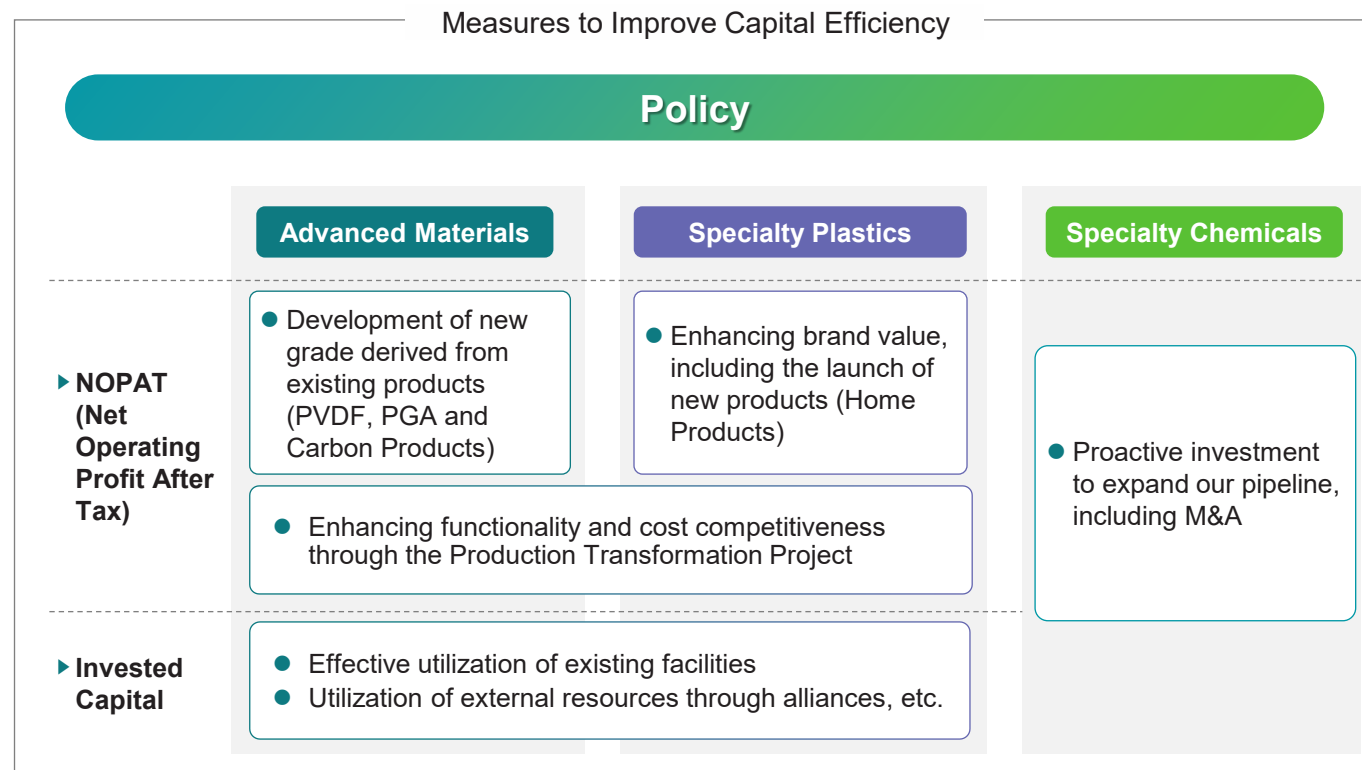 Measures to Improve Capital Efficiency
Policy
Advanced Materials
Specialty Plastics
Specialty Chemicals
NOPAT
(Net
Operating
Profit After
Tax)
Development of new
grade derived from
existing products
(PVDF, PGA and
Carbon Products)
Enhancing brand value,
including the launch of
new products (Home
Products)
Enhancing functionality and cost competitiveness
through the Production Transformation Project
Proactive investment
to expand our pipeline,
including M&A
Invested
Capital
Effective utilization of existing facilities
Utilization of external resources through alliances, etc.